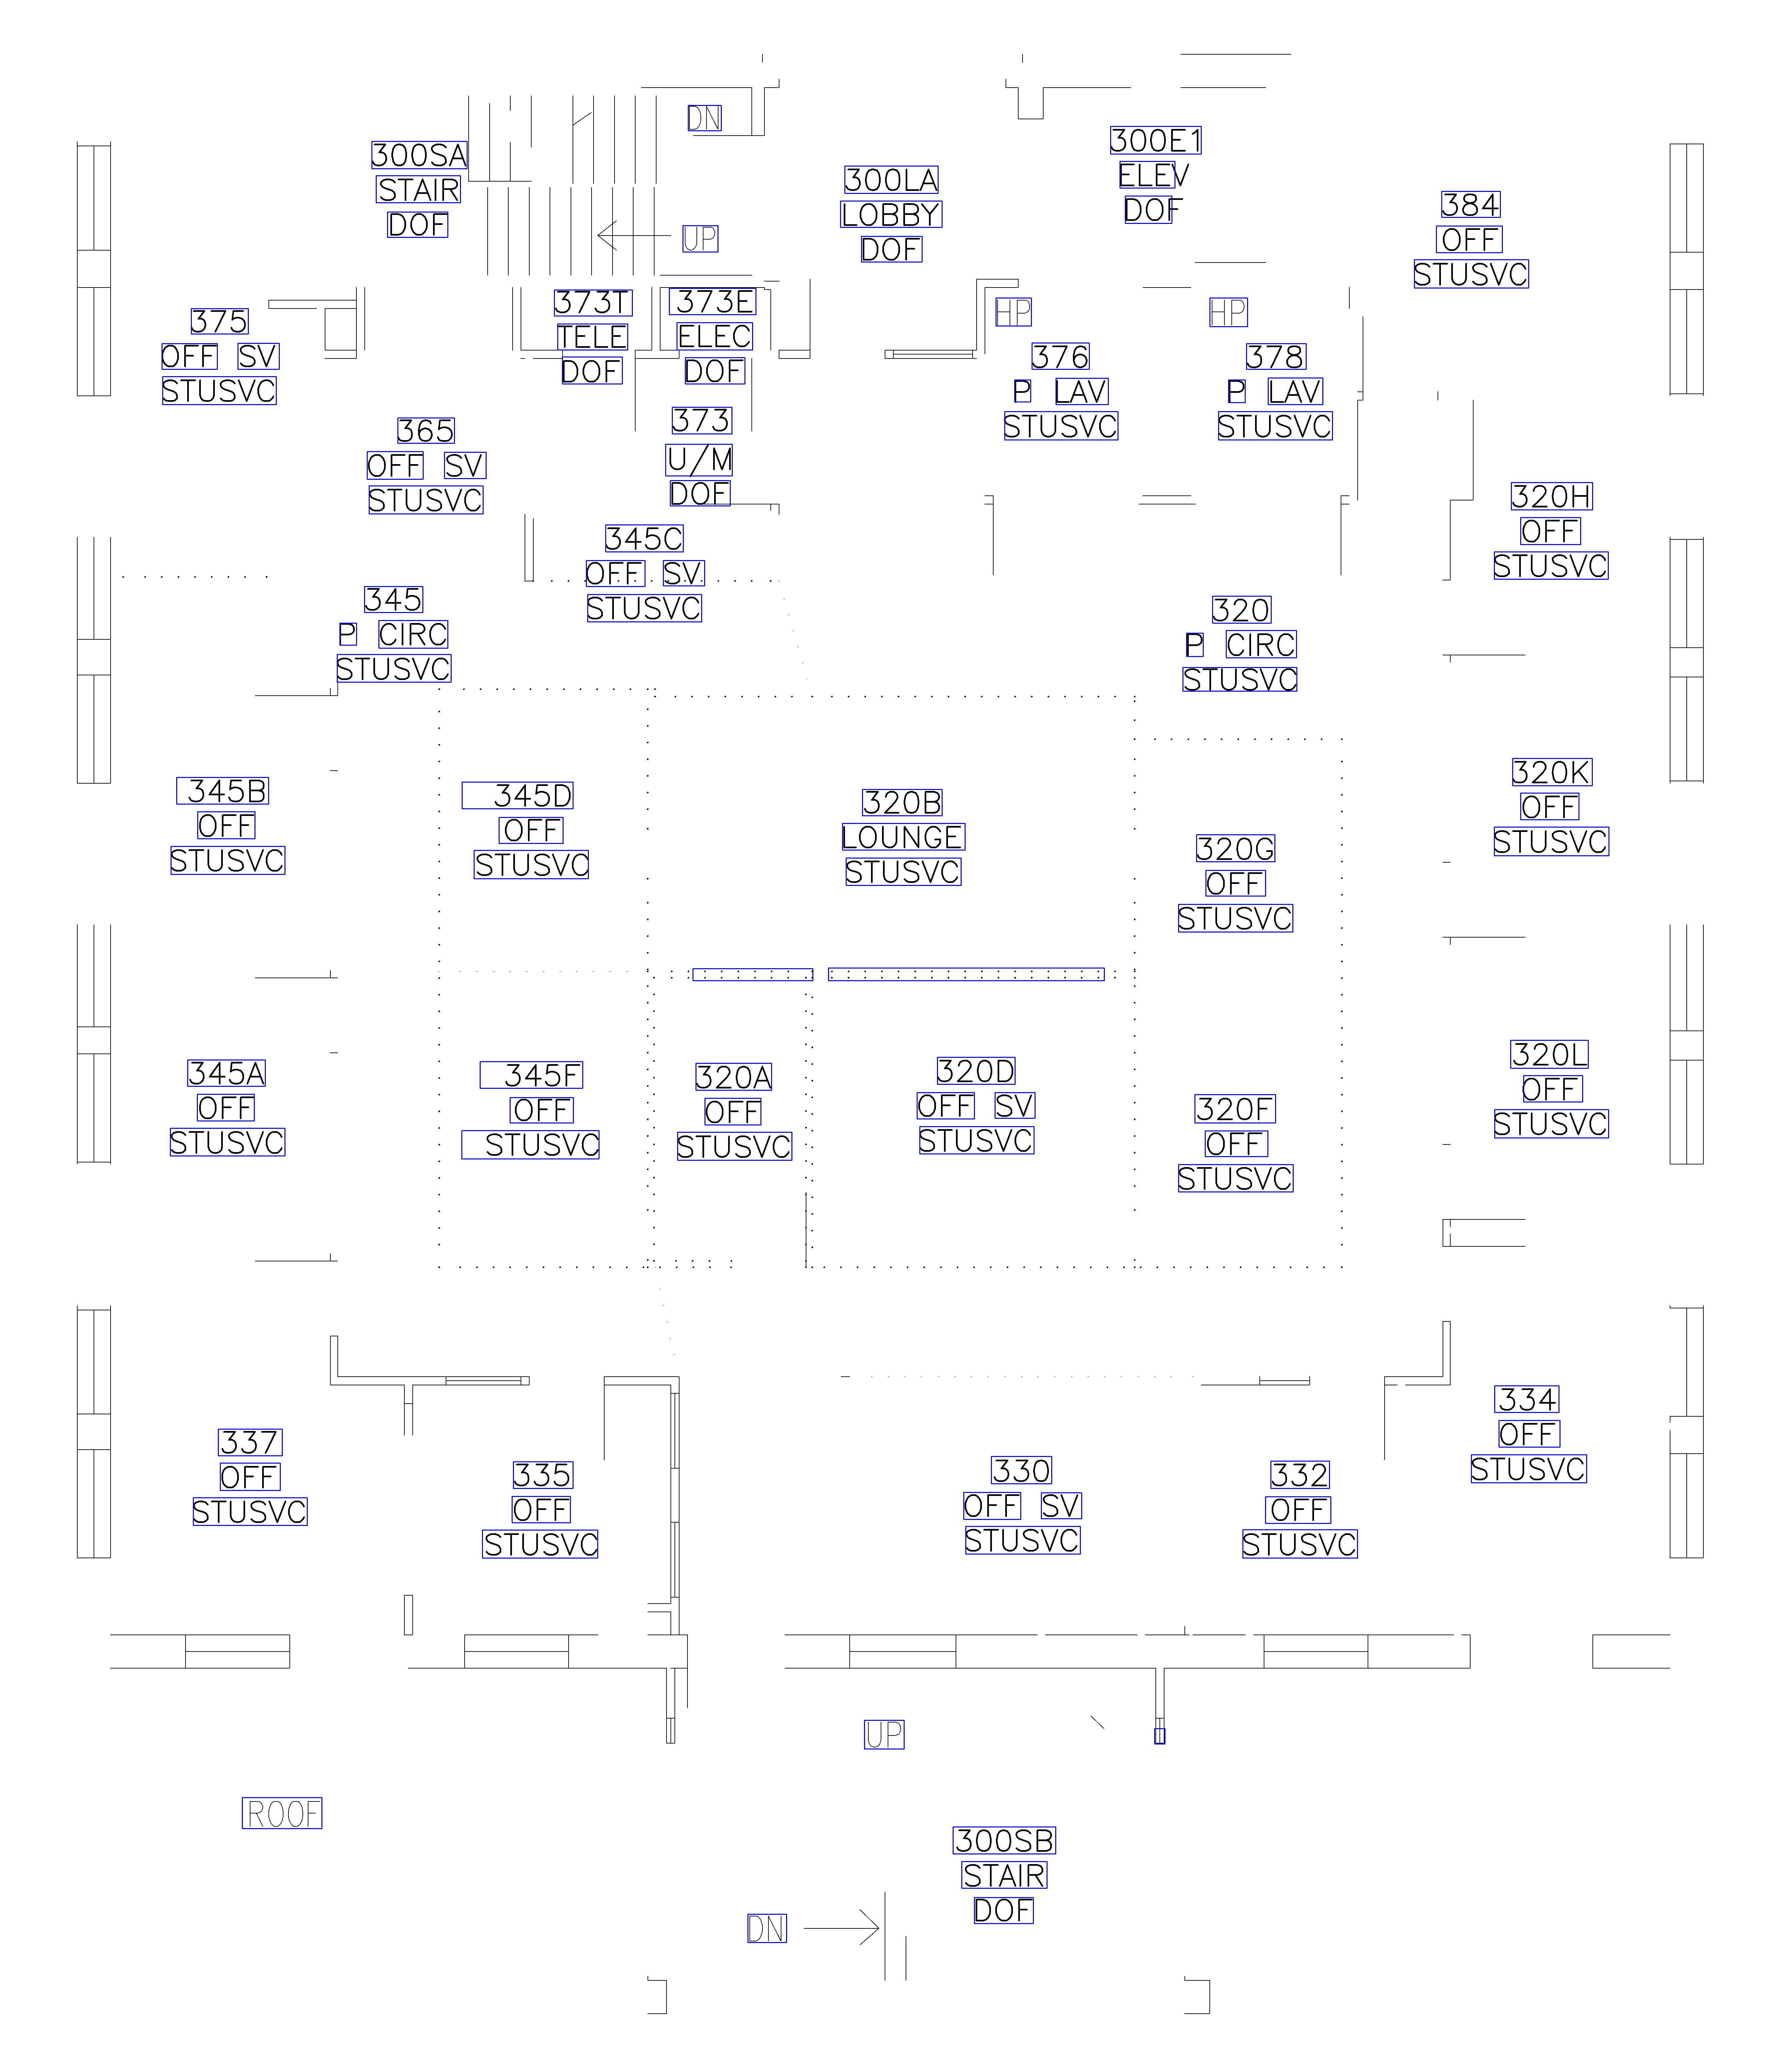 DN
300E1
ELEV
DOF
300SA
STAIR
DOF
300LA
LOBBY
DOF
384
OFF
STUSVC
UP
HP
HP
375
OFF SV
STUSVC
373T
TELE
DOF
373E
ELEC
DOF
376
P LAV
STUSVC
378
P LAV
STUSVC
365
OFF SV
STUSVC
373
U/M
DOF
320H
OFF
STUSVC
345C
OFF SV
STUSVC
345
P CIRC
STUSVC
320
P CIRC
STUSVC
345B
OFF
STUSVC
345D
OFF
STUSVC
320B
LOUNGE
STUSVC
320G
OFF
STUSVC
320K
OFF
STUSVC
345A
OFF
STUSVC
345F
OFF
STUSVC
320A
OFF
STUSVC
320D
OFF SV
STUSVC
320F
OFF
STUSVC
320L
OFF
STUSVC
337
OFF
STUSVC
335
OFF
STUSVC
330
OFF SV
STUSVC
332
OFF
STUSVC
334
OFF
STUSVC
UP
ROOF
300SB
STAIR
DOF
DN